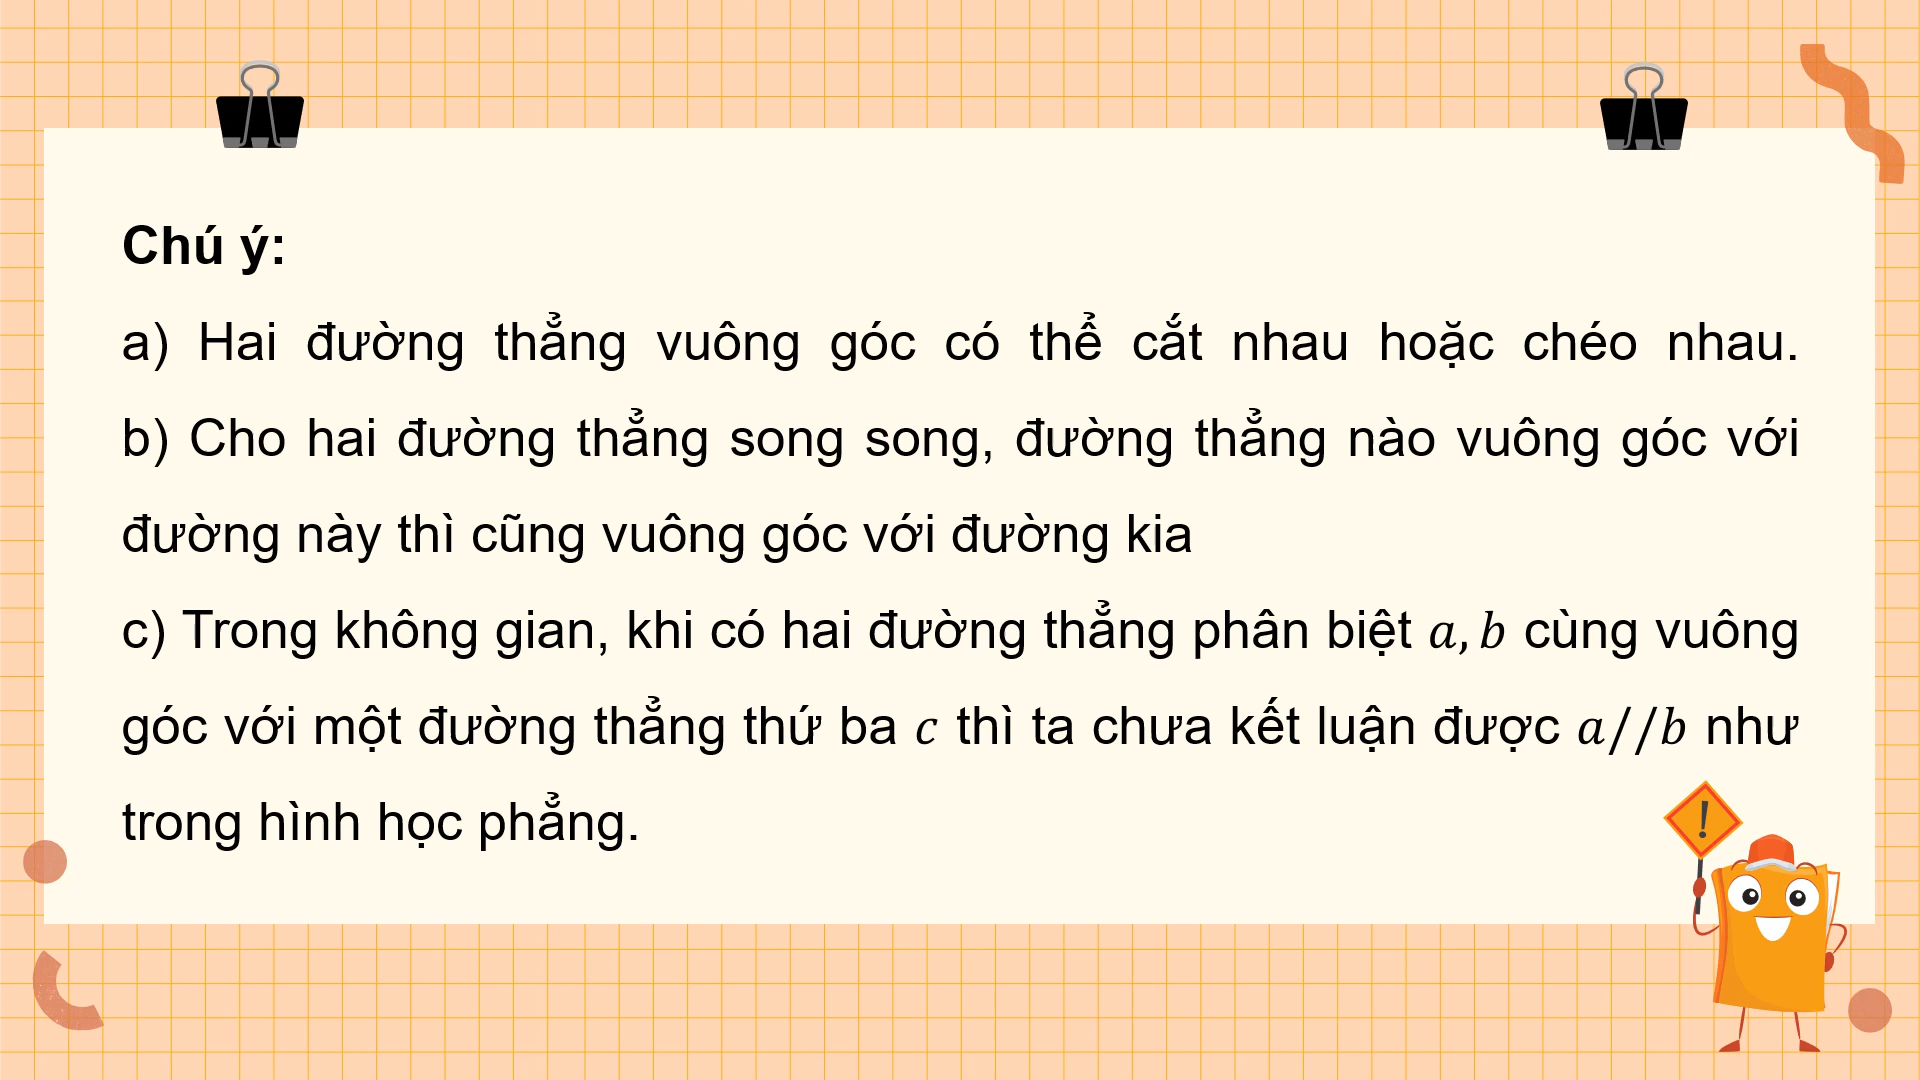 Chú ý:
a) Hai đường thẳng vuông góc có thể cắt nhau hoặc chéo nhau.
b) Cho hai đường thẳng song song, đường thẳng nào vuông góc với
đường này thì cũng vuông góc với đường kia
c) Trong không gian, khi có hai đường thẳng phân biệt a, b cùng vuông
góc với một đường thẳng thứ ba c thì ta chưa kết luận được a//b như
trong hình học phẳng.
!